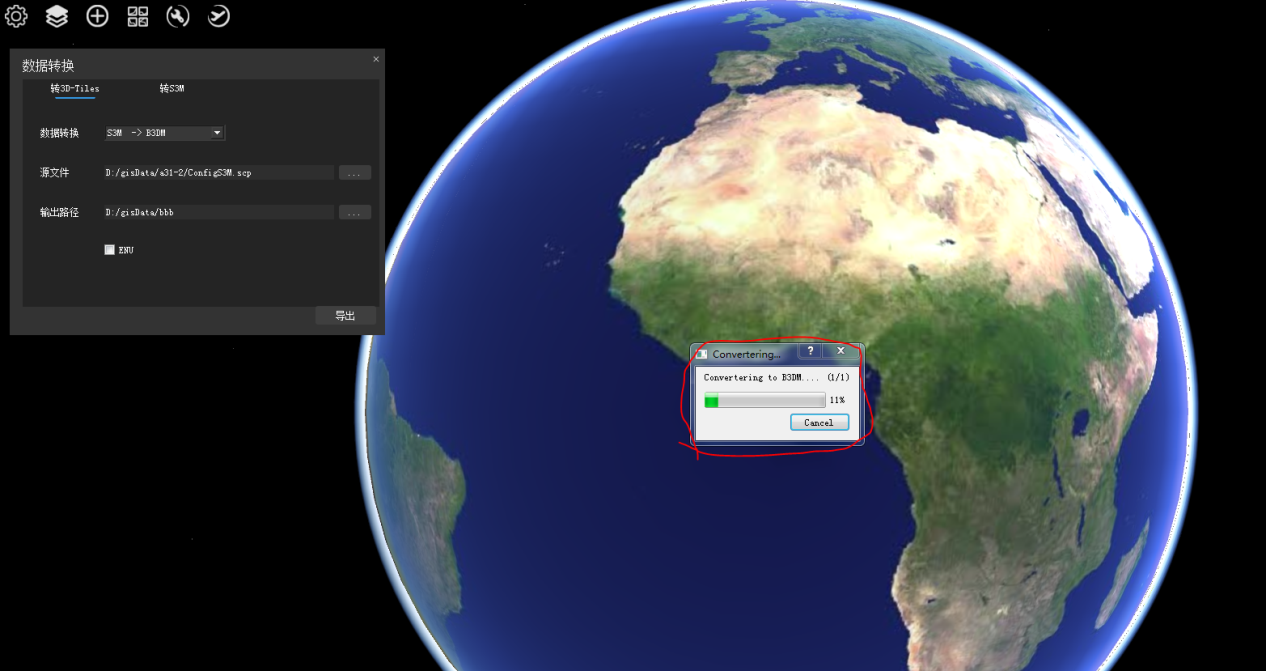 数据转换
×
转3D-Tiles 转S3M
数据转换 S3M -> B3DM
源文件 D:/gisData/a31-2/ConfigS3M.scp ...
输出路径 D:/gisData/bbb ...
ENU
导出
Convertering... ? X
Convertering to B3DM.... (1/1)
11%
Cancel